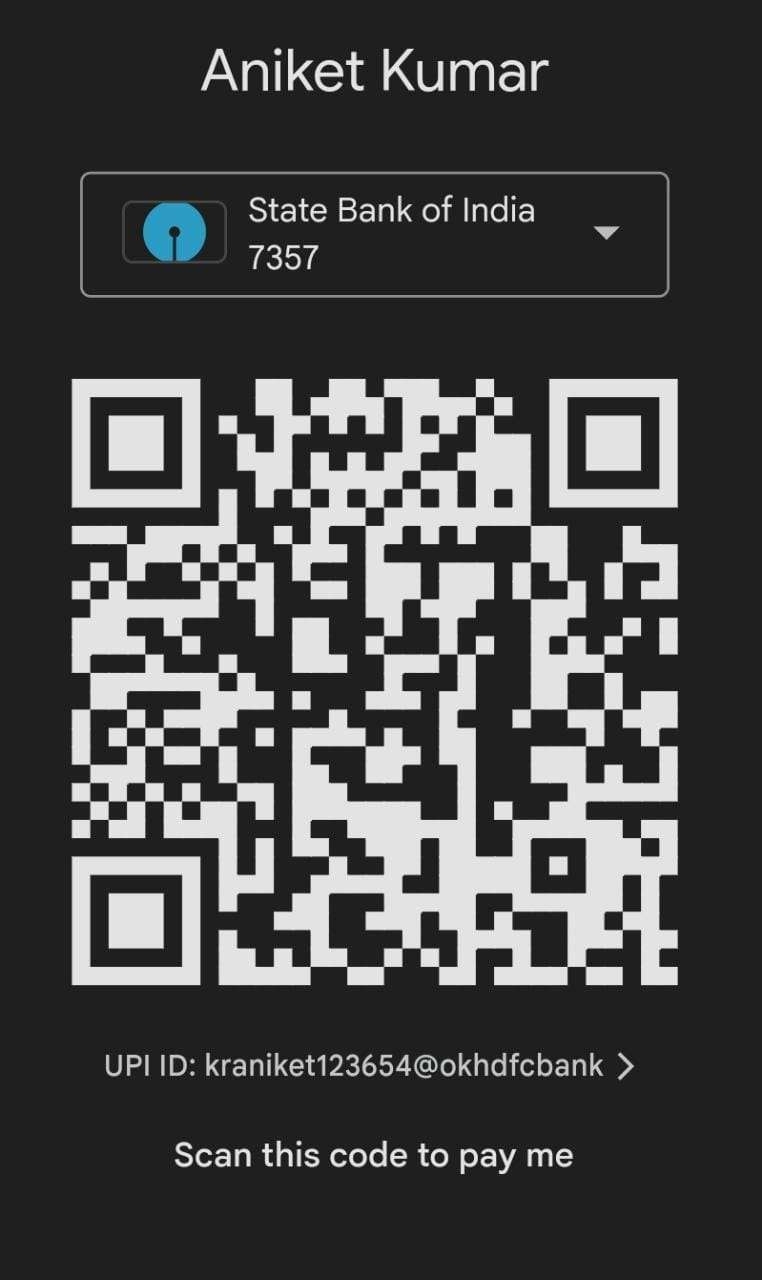 Aniket Kumar
State Bank of India
7357
UPI ID: kraniket123654@okhdfcbank
Scan this code to pay me